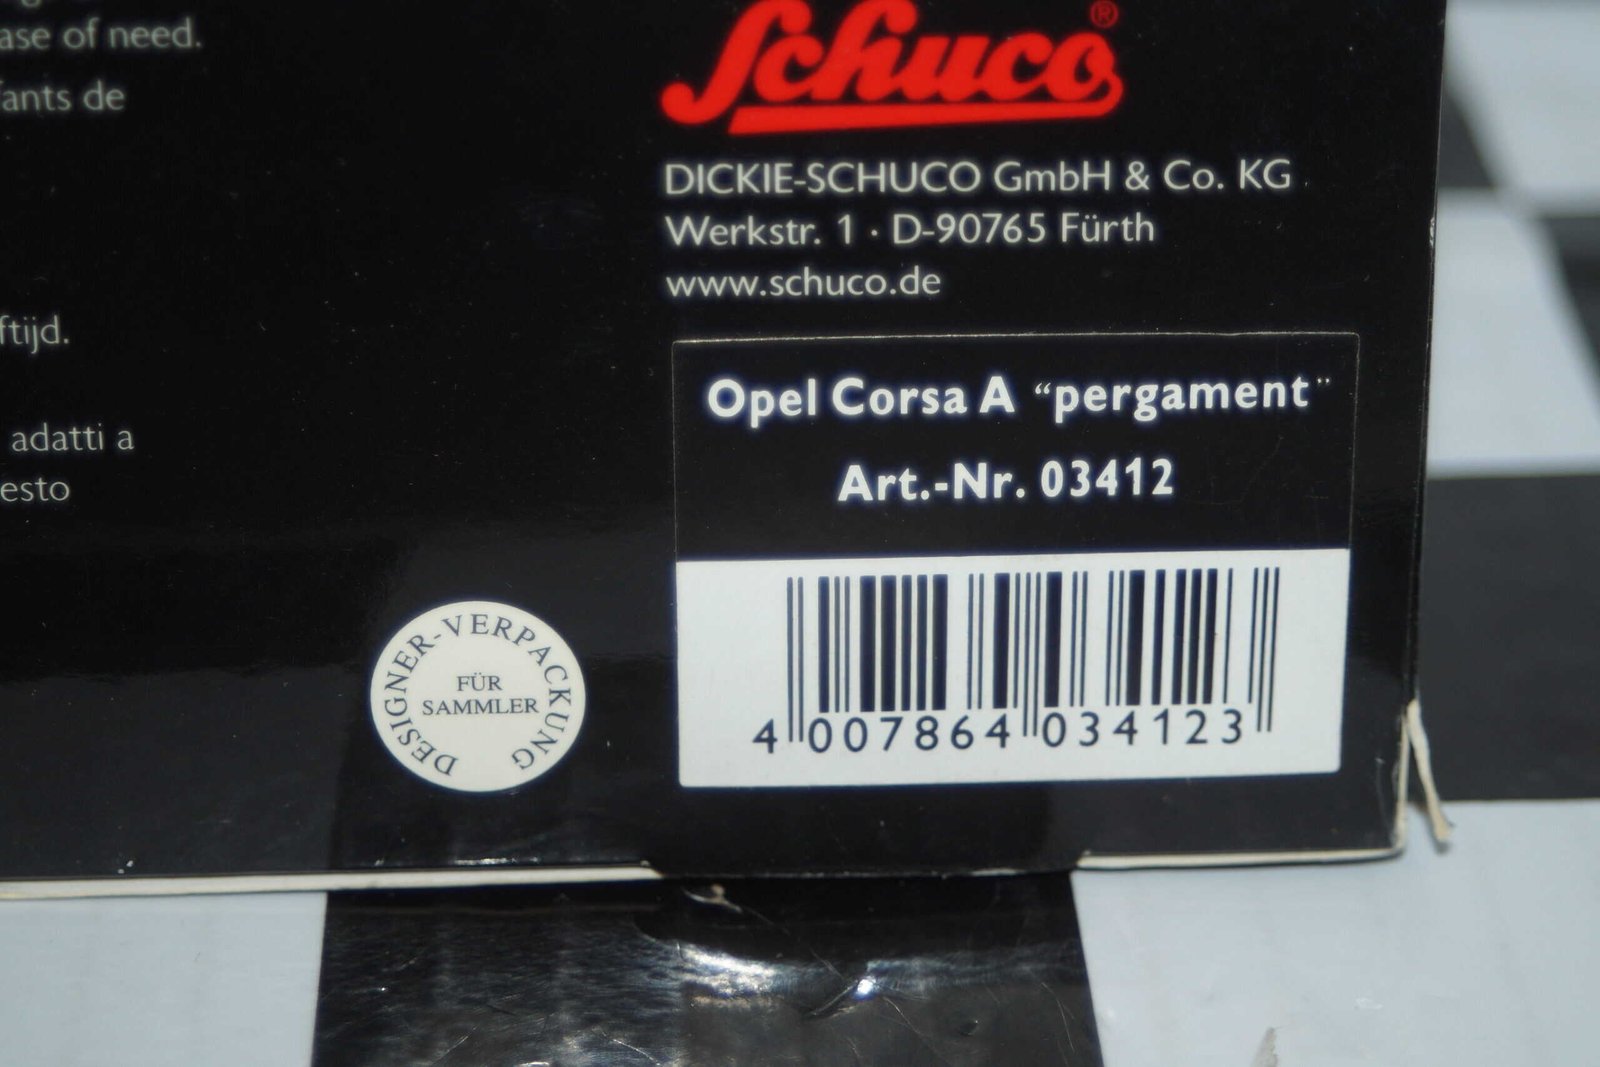 ase of need.
fants de
ftijd.
adatti a
esto
Schuco®
DICKIE-SCHUCO GmbH & Co. KG
Werkstr. 1 · D-90765 Fürth
www.schuco.de
Opel Corsa A “pergament”
Art.-Nr. 03412
4 007864 034123
DESIGNER-VERPACKUNG
FÜR
SAMMLER